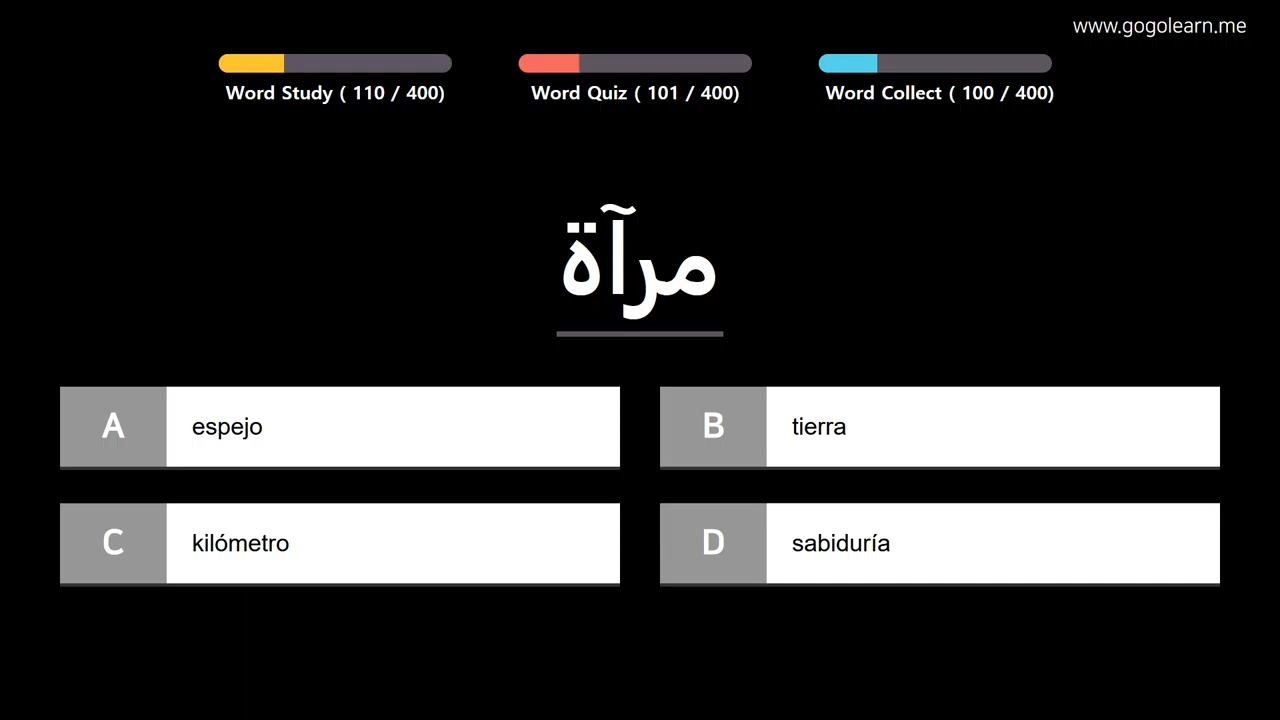 www.gogolearn.me
Word Study ( 110 / 400)
Word Quiz ( 101 / 400)
Word Collect ( 100 / 400)
مرآة
A espejo
B tierra
C kilómetro
D sabiduría